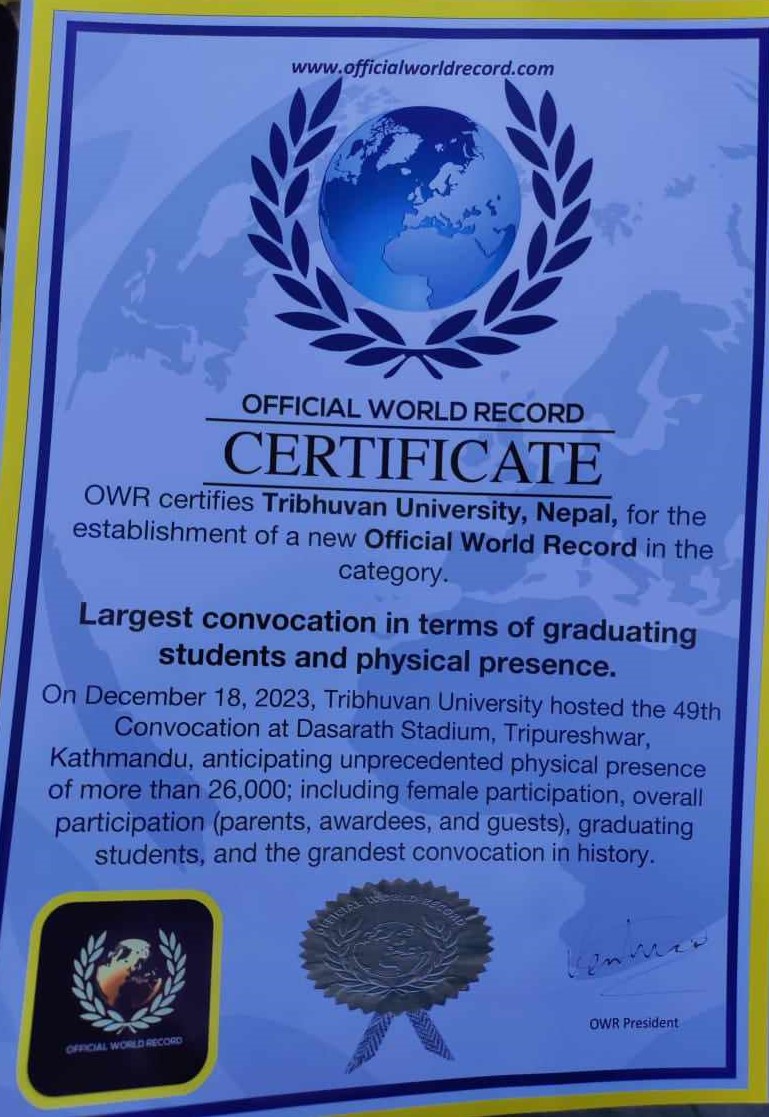 www.officialworldrecord.com
OFFICIAL WORLD RECORD
CERTIFICATE
OWR certifies Tribhuvan University, Nepal, for the
establishment of a new Official World Record in the
category.
Largest convocation in terms of graduating
students and physical presence.
On December 18, 2023, Tribhuvan University hosted the 49th
Convocation at Dasarath Stadium, Tripureshwar,
Kathmandu, anticipating unprecedented physical presence
of more than 26,000; including female participation, overall
participation (parents, awardees, and guests), graduating
students, and the grandest convocation in history.
OFFICIAL WORLD RECORD
OWR President
OFFICIAL WORLD RECORD